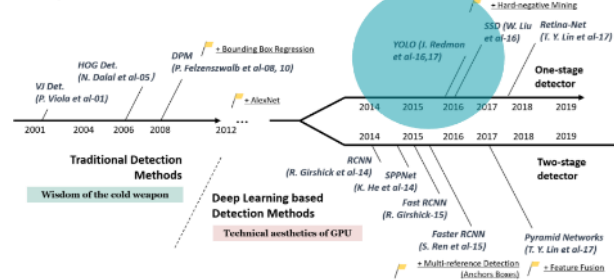 + Hard-negative Mining
Retina-Net
(T. Y. Lin et al-17)
SSD (W. Liu
et al-16)
YOLO (J. Redmon
et al-16,17)
+ Bounding Box Regression
DPM
(P. Felzenszwalb et al-08, 10)
HOG Det.
(N. Dalal et al-05)
VJ Det.
(P. Viola et al-01)
+ AlexNet
One-stage
detector
2014 2015 2016 2017 2018 2019
2001 2004 2006 2008 2012 ...
2014 2015 2016 2017 2018 2019
Two-stage
detector
Traditional Detection
Methods
Wisdom of the cold weapon
Deep Learning based
Detection Methods
Technical aesthetics of GPU
RCNN
(R. Girshick et al-14)
SPPNet
(K. He et al-14)
Fast RCNN
(R. Girshick-15)
Faster RCNN
(S. Ren et al-15)
Pyramid Networks
(T. Y. Lin et al-17)
+ Multi-reference Detection
(Anchors Boxes)
+ Feature Fusion